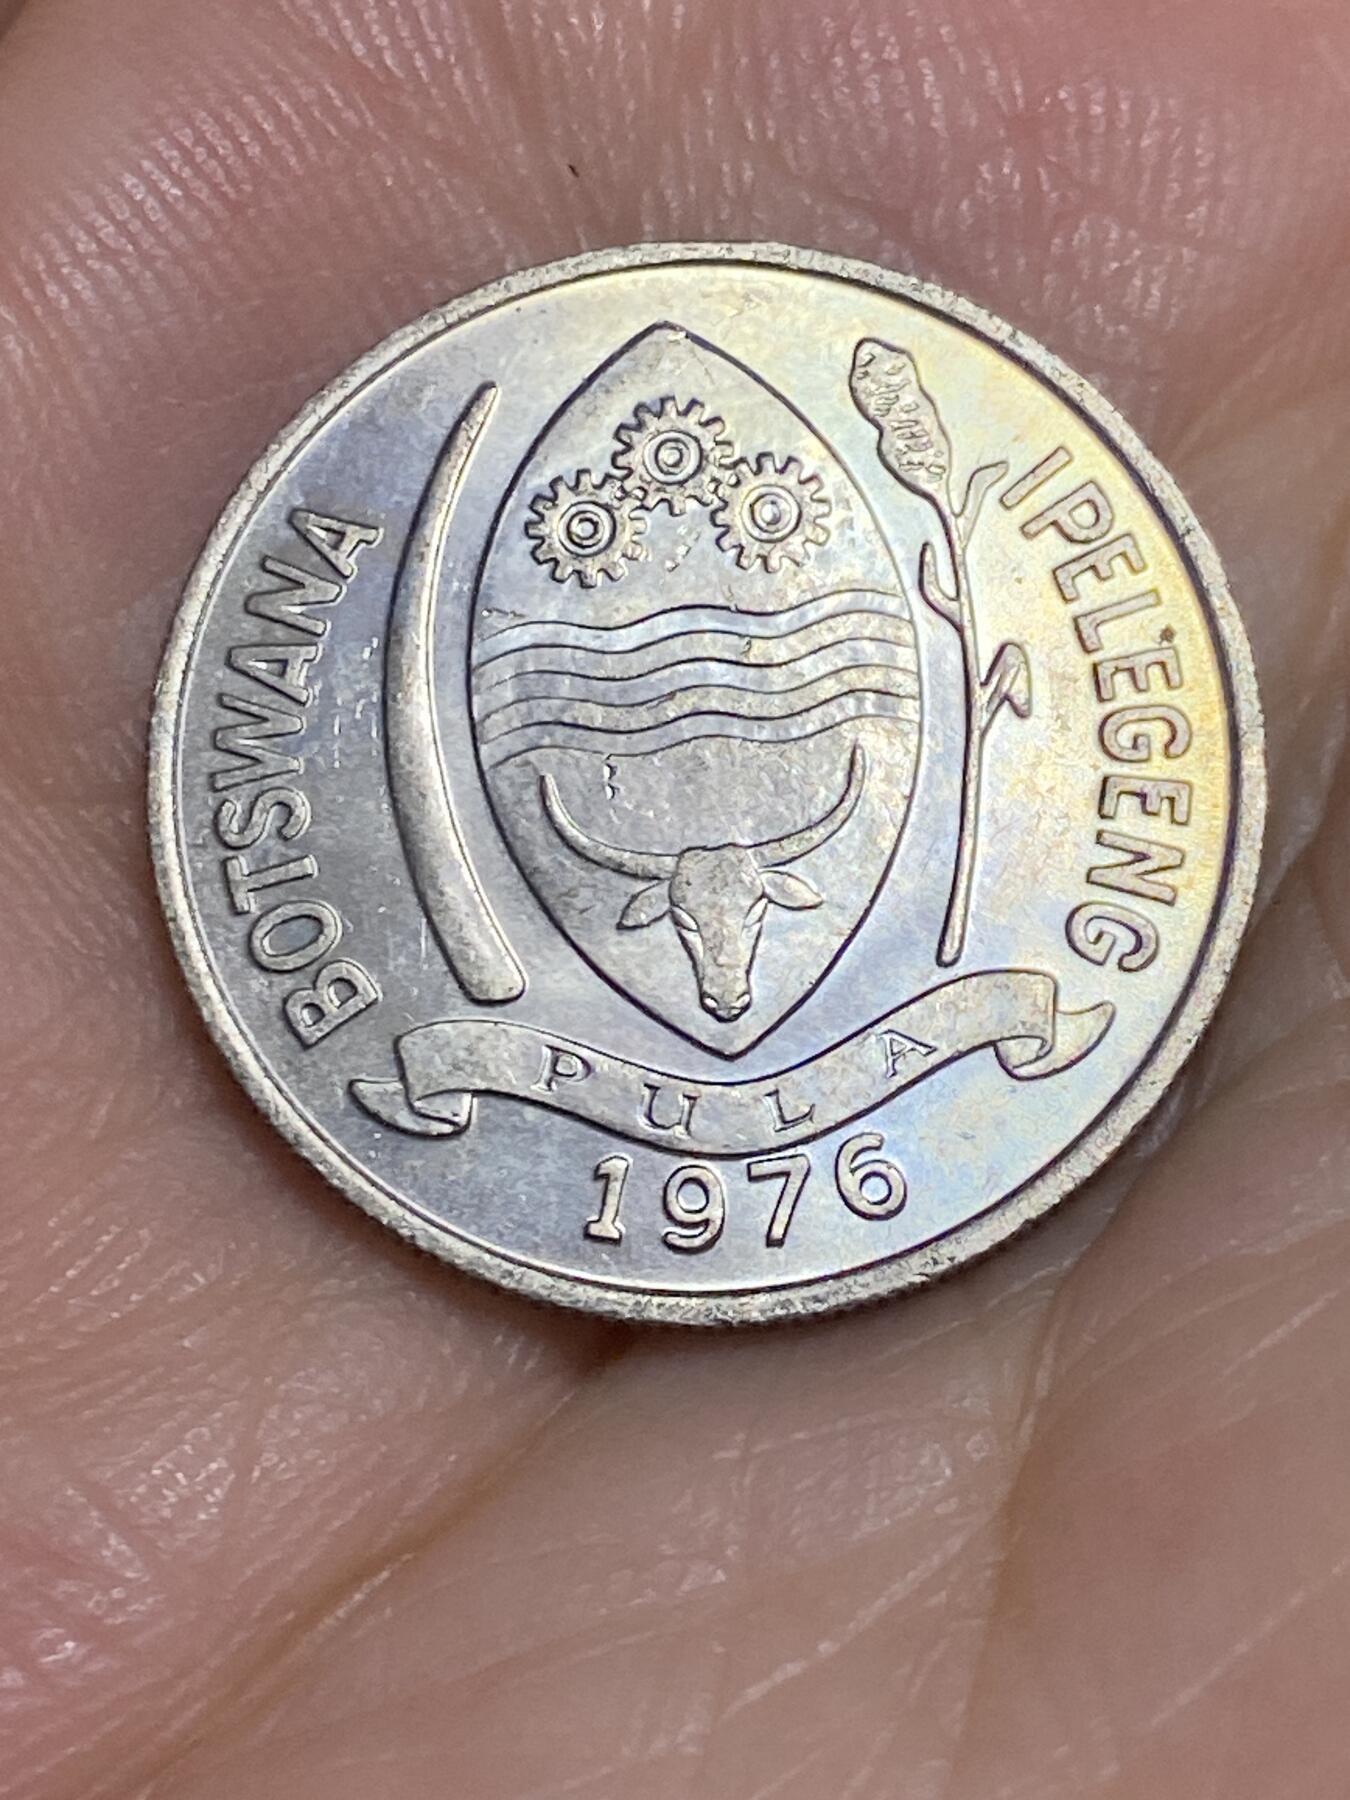 BOTSWANA
IPELEGENG
PULA
1976